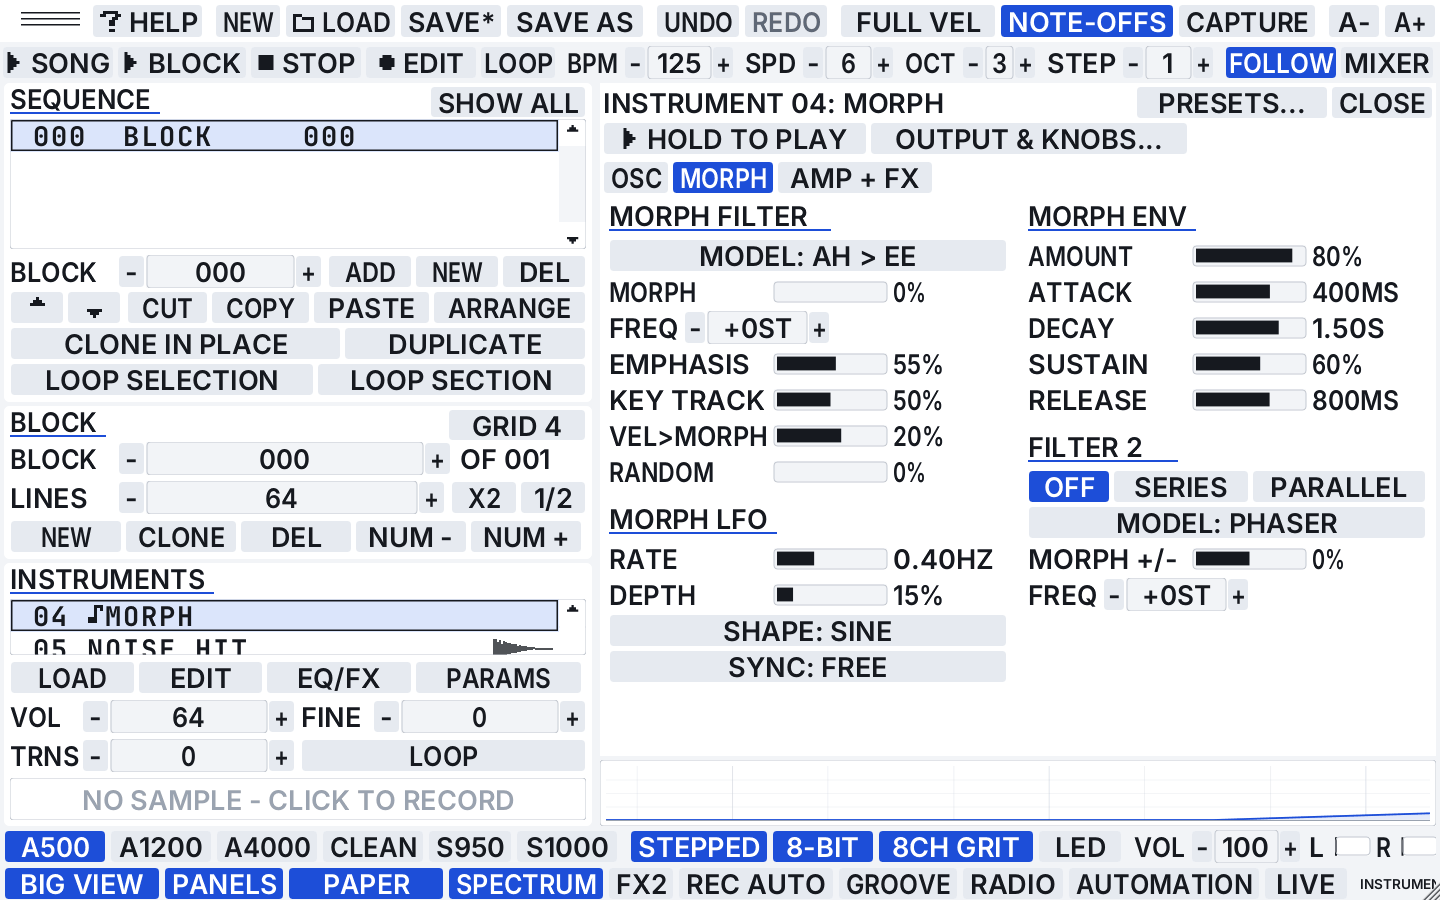 ? HELP NEW LOAD SAVE* SAVE AS UNDO REDO FULL VEL NOTE-OFFS CAPTURE A- A+
SONG BLOCK STOP EDIT LOOP BPM - 125 + SPD - 6 + OCT - 3 + STEP - 1 + FOLLOW MIXER
SEQUENCE SHOW ALL
000 BLOCK 000
BLOCK - 000 + ADD NEW DEL
CUT COPY PASTE ARRANGE
CLONE IN PLACE DUPLICATE
LOOP SELECTION LOOP SECTION
BLOCK GRID 4
BLOCK - 000 + OF 001
LINES - 64 + X2 1/2
NEW CLONE DEL NUM - NUM +
INSTRUMENTS
04 MORPH
05 NOISE HIT
LOAD EDIT EQ/FX PARAMS
VOL - 64 + FINE - 0 +
TRNS - 0 + LOOP
NO SAMPLE - CLICK TO RECORD
INSTRUMENT 04: MORPH PRESETS... CLOSE
HOLD TO PLAY OUTPUT & KNOBS...
OSC MORPH AMP + FX
MORPH FILTER
MODEL: AH > EE
MORPH 0%
FREQ - +0ST +
EMPHASIS 55%
KEY TRACK 50%
VEL>MORPH 20%
RANDOM 0%
MORPH LFO
RATE 0.40HZ
DEPTH 15%
SHAPE: SINE
SYNC: FREE
MORPH ENV
AMOUNT 80%
ATTACK 400MS
DECAY 1.50S
SUSTAIN 60%
RELEASE 800MS
FILTER 2
OFF SERIES PARALLEL
MODEL: PHASER
MORPH +/- 0%
FREQ - +0ST +
A500 A1200 A4000 CLEAN S950 S1000 STEPPED 8-BIT 8CH GRIT LED VOL - 100 + L R
BIG VIEW PANELS PAPER SPECTRUM FX2 REC AUTO GROOVE RADIO AUTOMATION LIVE INSTRUMEN